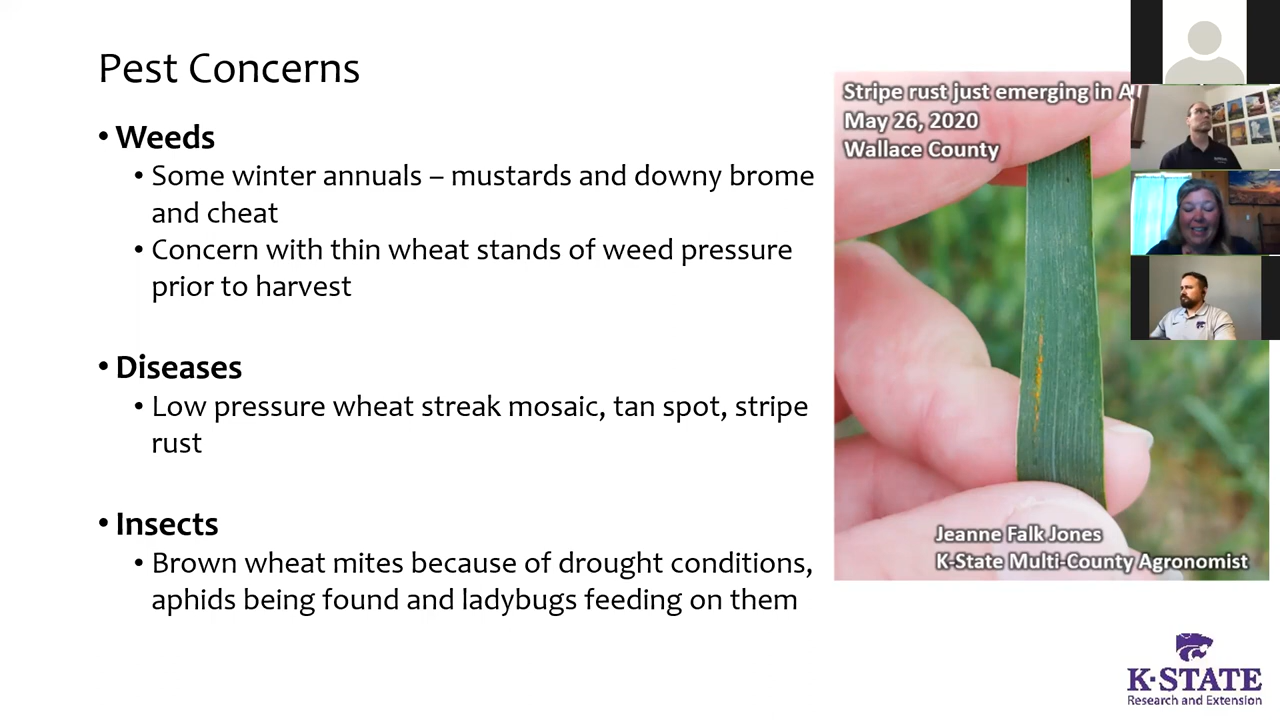 Pest Concerns
• Weeds
• Some winter annuals – mustards and downy brome
and cheat
• Concern with thin wheat stands of weed pressure
prior to harvest
• Diseases
• Low pressure wheat streak mosaic, tan spot, stripe
rust
• Insects
• Brown wheat mites because of drought conditions,
aphids being found and ladybugs feeding on them
Stripe rust just emerging in
May 26, 2020
Wallace County
Jeanne Falk Jones
K-State Multi-County Agronomist
K-STATE
Research and Extension